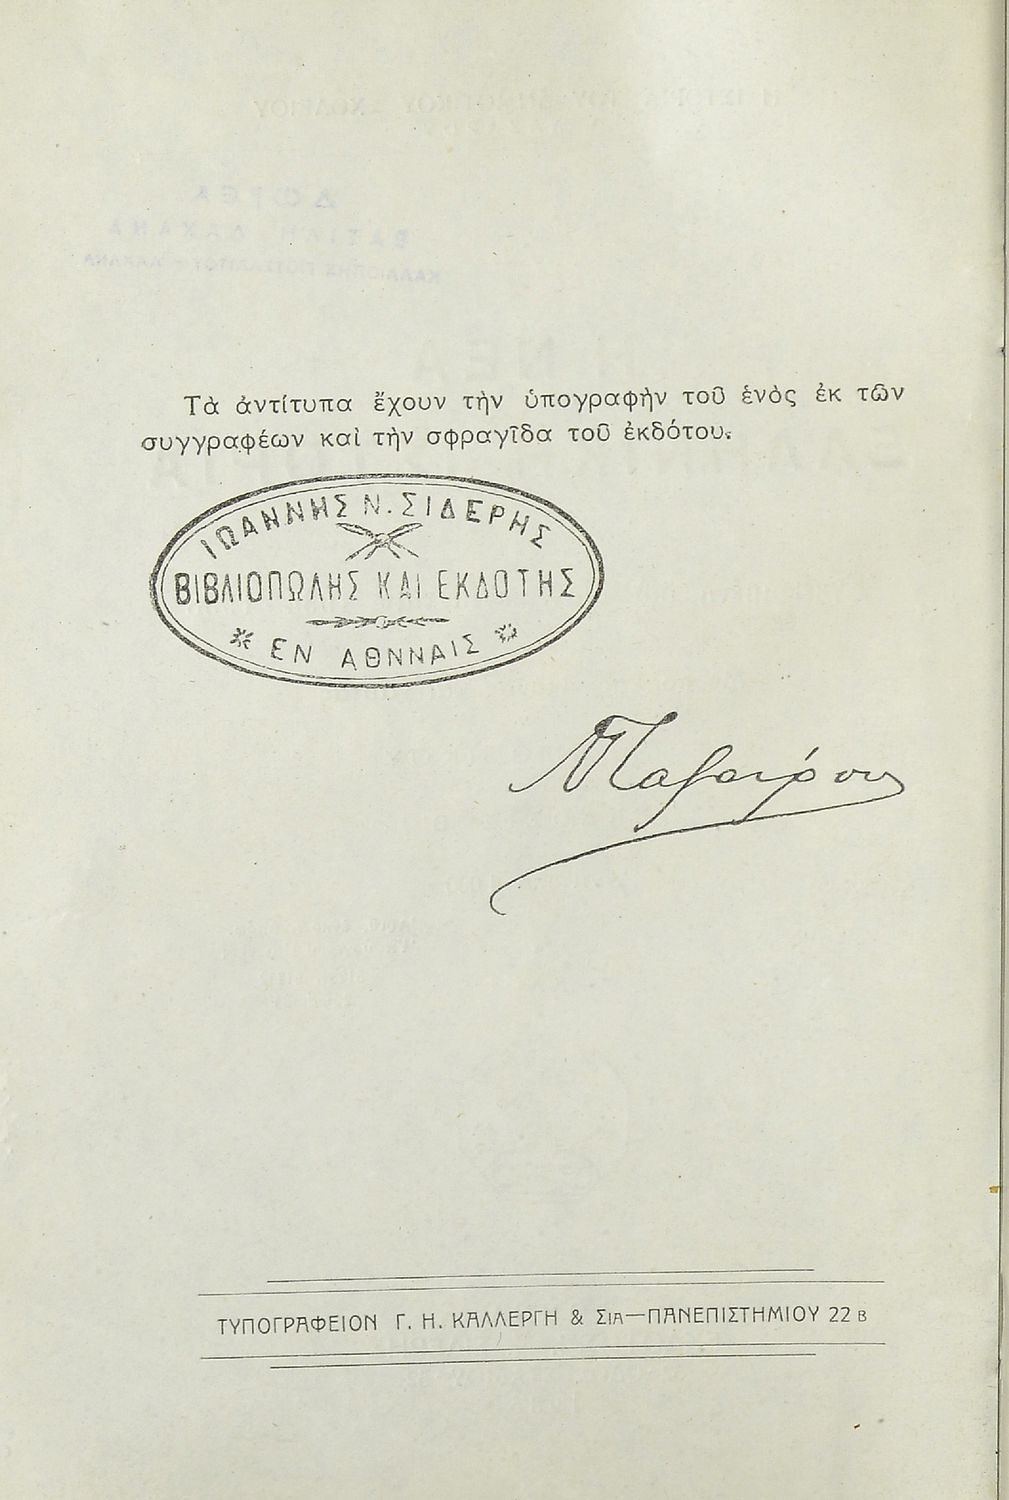 Τὰ ἀντίτυπα ἔχουν τὴν ὑπογραφὴν τοῦ ἑνὸς ἐκ τῶν
συγγραφέων καὶ τὴν σφραγῖδα τοῦ ἐκδότου.
ΙΩΑΝΝΗΣ Ν. ΣΙΔΕΡΗΣ
ΒΙΒΛΙΟΠΩΛΗΣ ΚΑΙ ΕΚΔΟΤΗΣ
ΕΝ ΑΘΝΝΑΙΣ
ΤΥΠΟΓΡΑΦΕΙΟΝ Γ. Η. ΚΑΛΛΕΡΓΗ & ΣΙΑ—ΠΑΝΕΠΙΣΤΗΜΙΟΥ 22 Β